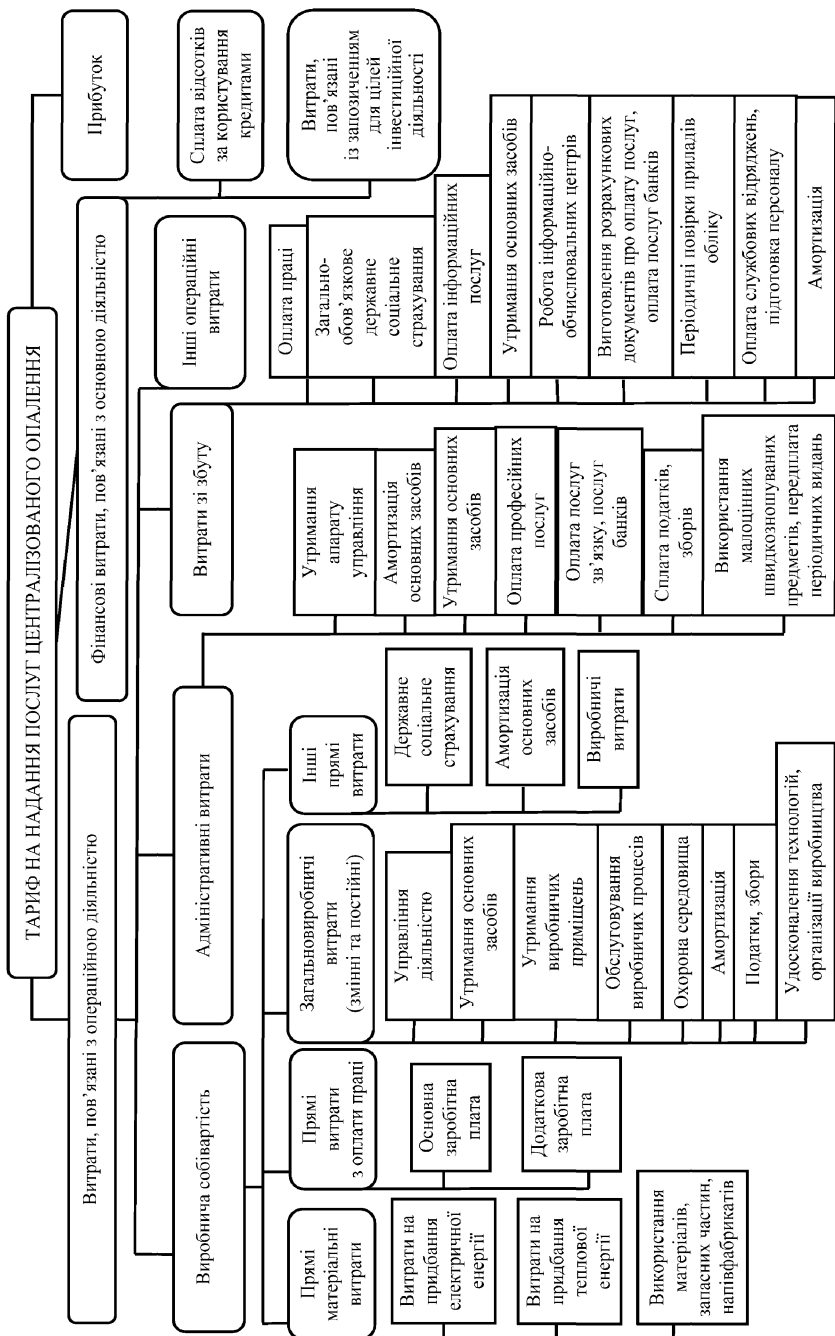 ТАРИФ НА НАДАННЯ ПОСЛУГ ЦЕНТРАЛІЗОВАНОГО ОПАЛЕННЯ
Витрати, пов’язані з операційною діяльністю
Фінансові витрати, пов’язані з основною діяльністю
Прибуток
Виробнича собівартість
Адміністративні витрати
Витрати зі збуту
Інші операційні
витрати
Сплата відсотків
за користування
кредитами
Витрати,
пов’язані
із запозиченням
для цілей
інвестиційної
діяльності
Прямі
матеріальні
витрати
Прямі
витрати
з оплати праці
Загальновиробничі
витрати
(змінні та постійні)
Інші
прямі
витрати
Витрати на
придбання
електричної
енергії
Витрати на
придбання
теплової
енергії
Використання
матеріалів,
запасних частин,
напівфабрикатів
Основна
заробітна
плата
Додаткова
заробітна
плата
Управління
діяльністю
Утримання основних
засобів
Утримання
виробничих
приміщень
Обслуговування
виробничих процесів
Охорона середовища
Амортизація
Податки, збори
Удосконалення технологій,
організації виробництва
Державне
соціальне
страхування
Амортизація
основних
засобів
Виробничі
витрати
Утримання
апарату
управління
Амортизація
основних засобів
Утримання основних
засобів
Оплата професійних
послуг
Оплата послуг
зв’язку, послуг
банків
Сплата податків,
зборів
Використання
малоцінних
швидкозношуваних
предметів, передплата
періодичних видань
Оплата праці
Загально-
обов’язкове
державне
соціальне
страхування
Оплата інформаційних
послуг
Утримання основних засобів
Робота інформаційно-
обчислювальних центрів
Виготовлення розрахункових
документів про оплату послуг,
оплата послуг банків
Періодичні повірки приладів
обліку
Оплата службових відряджень,
підготовка персоналу
Амортизація